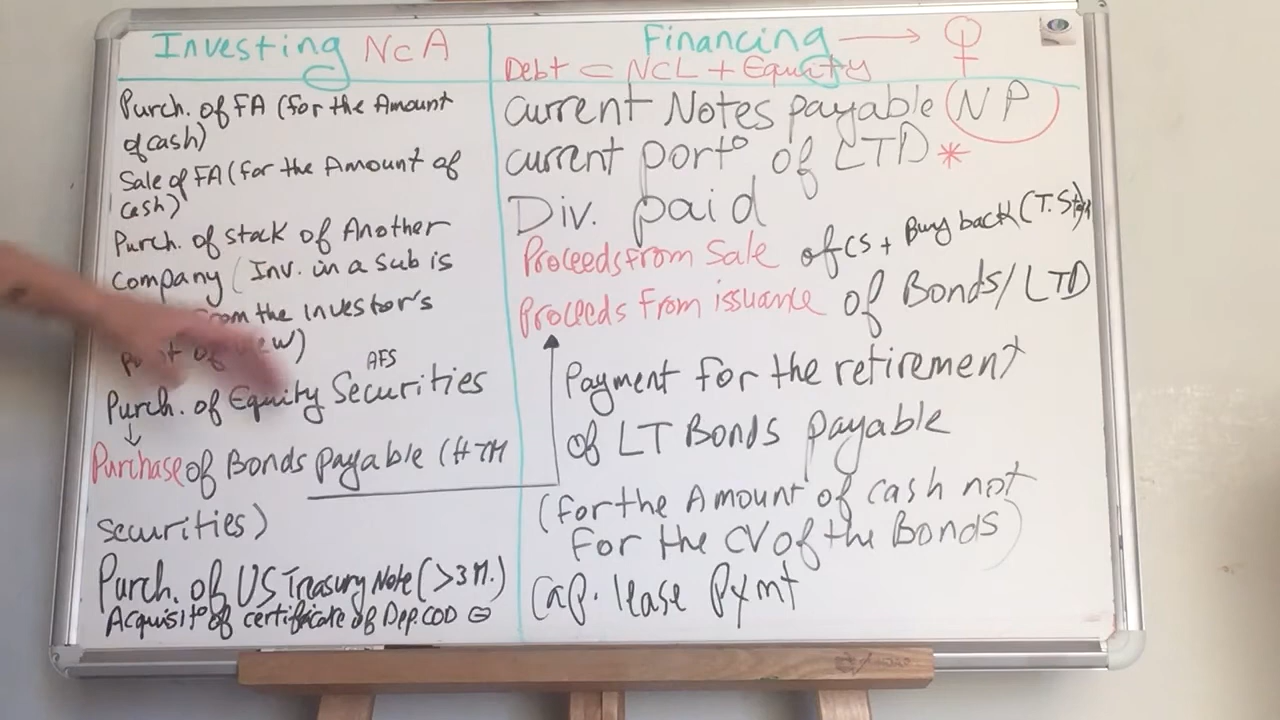 Investing NCA
Purch. of FA (for the Amount
of cash)
Sale of FA (for the Amount of
cash)
Purch. of stock of Another
company (Inv. in a sub is
from the investor's
point of view)
AFS
Purch. of Equity Securities
Purchase of Bonds payable (HTM
securities)
Purch. of US Treasury Note (>3M.)
Acquisit° of certificate of Dep. COD ⊖
Financing → ♀
Debt ⊂ NCL + Equity
current Notes payable NP
current port° of LTD *
Div. paid
Proceeds from Sale of CS + Buy back (T.
Proceeds from issuance of Bonds/LTD
Payment for the retirement
of LT Bonds payable
(for the Amount of cash not
for the CV of the Bonds)
Cap. lease Pymt